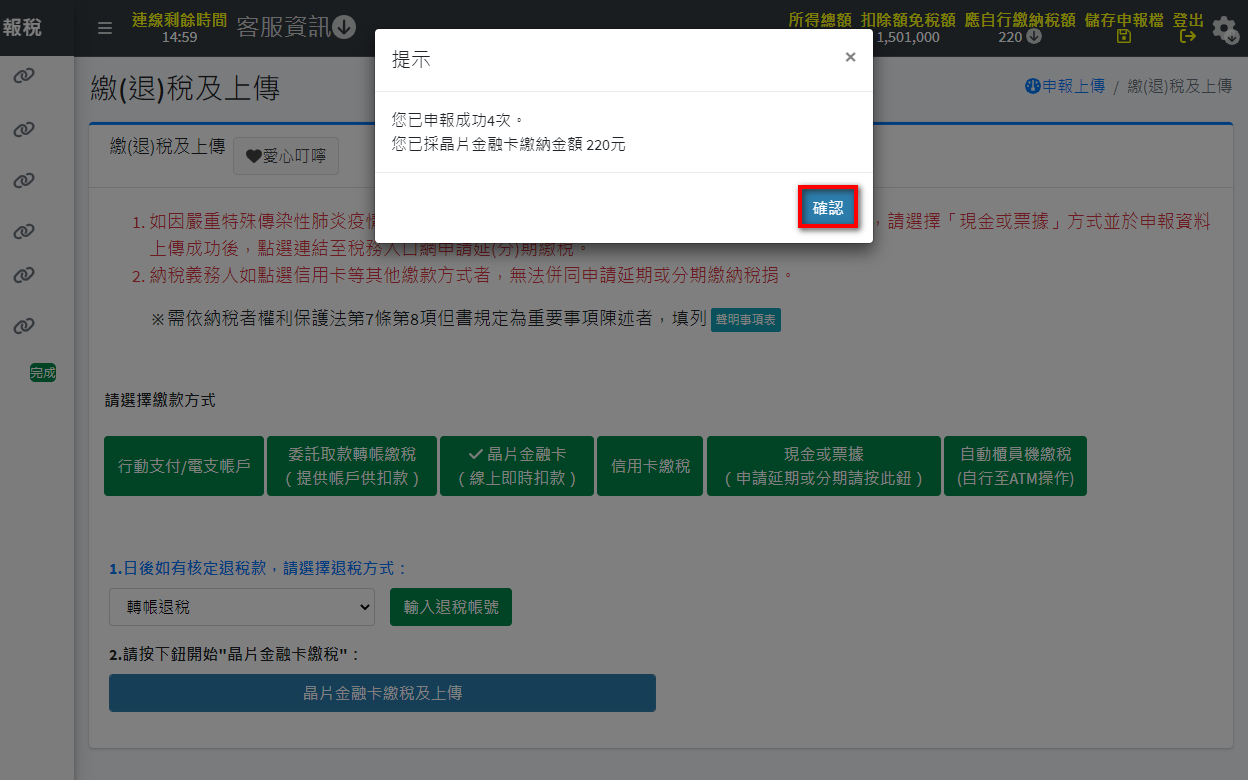 報稅
連線剩餘時間
14:59
客服資訊
所得總額
扣除額免稅額
1,501,000
應自行繳納稅額
220
儲存申報檔
登出
提示
×
您已申報成功4次。
您已採晶片金融卡繳納金額 220元
確認
繳(退)稅及上傳
申報上傳 / 繳(退)稅及上傳
繳(退)稅及上傳
愛心叮嚀
1. 如因嚴重特殊傳染性肺炎疫情
，請選擇「現金或票據」方式並於申報資料
上傳成功後，點選連結至稅務入口網申請延(分)期繳稅。
2. 納稅義務人如點選信用卡等其他繳款方式者，無法併同申請延期或分期繳納稅捐。
※需依納稅者權利保護法第7條第8項但書規定為重要事項陳述者，填列
聲明事項表
完成
請選擇繳款方式
行動支付/電支帳戶
委託取款轉帳繳稅
（提供帳戶供扣款）
晶片金融卡
（線上即時扣款）
信用卡繳稅
現金或票據
（申請延期或分期請按此鈕）
自動櫃員機繳稅
(自行至ATM操作)
1.日後如有核定退稅款，請選擇退稅方式：
轉帳退稅
輸入退稅帳號
2.請按下鈕開始"晶片金融卡繳稅"：
晶片金融卡繳稅及上傳